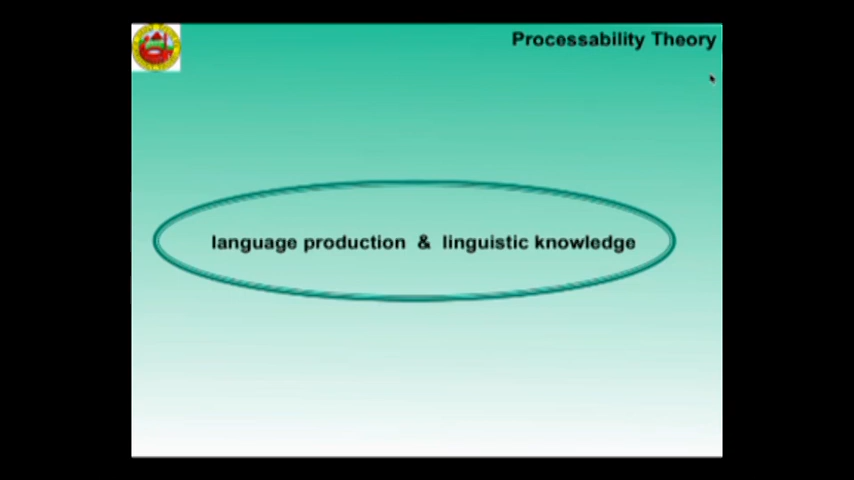 Processability Theory
language production & linguistic knowledge